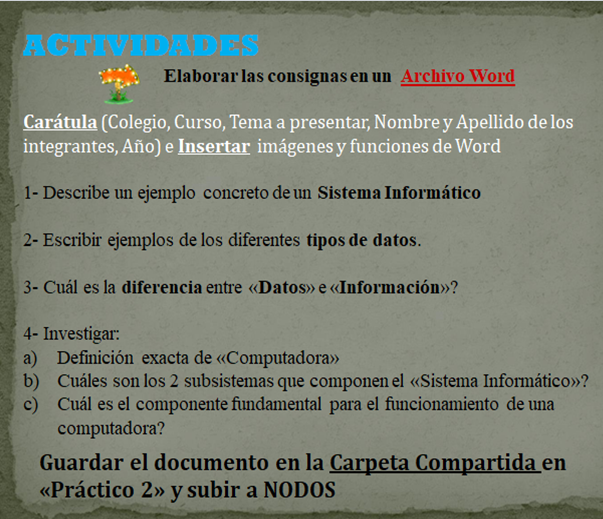 ACTIVIDADES
Elaborar las consignas en un Archivo Word
Carátula (Colegio, Curso, Tema a presentar, Nombre y Apellido de los
integrantes, Año) e Insertar imágenes y funciones de Word
1- Describe un ejemplo concreto de un Sistema Informático
2- Escribir ejemplos de los diferentes tipos de datos.
3- Cuál es la diferencia entre «Datos» e «Información»?
4- Investigar:
a) Definición exacta de «Computadora»
b) Cuáles son los 2 subsistemas que componen el «Sistema Informático»?
c) Cuál es el componente fundamental para el funcionamiento de una
computadora?
Guardar el documento en la Carpeta Compartida en
«Práctico 2» y subir a NODOS